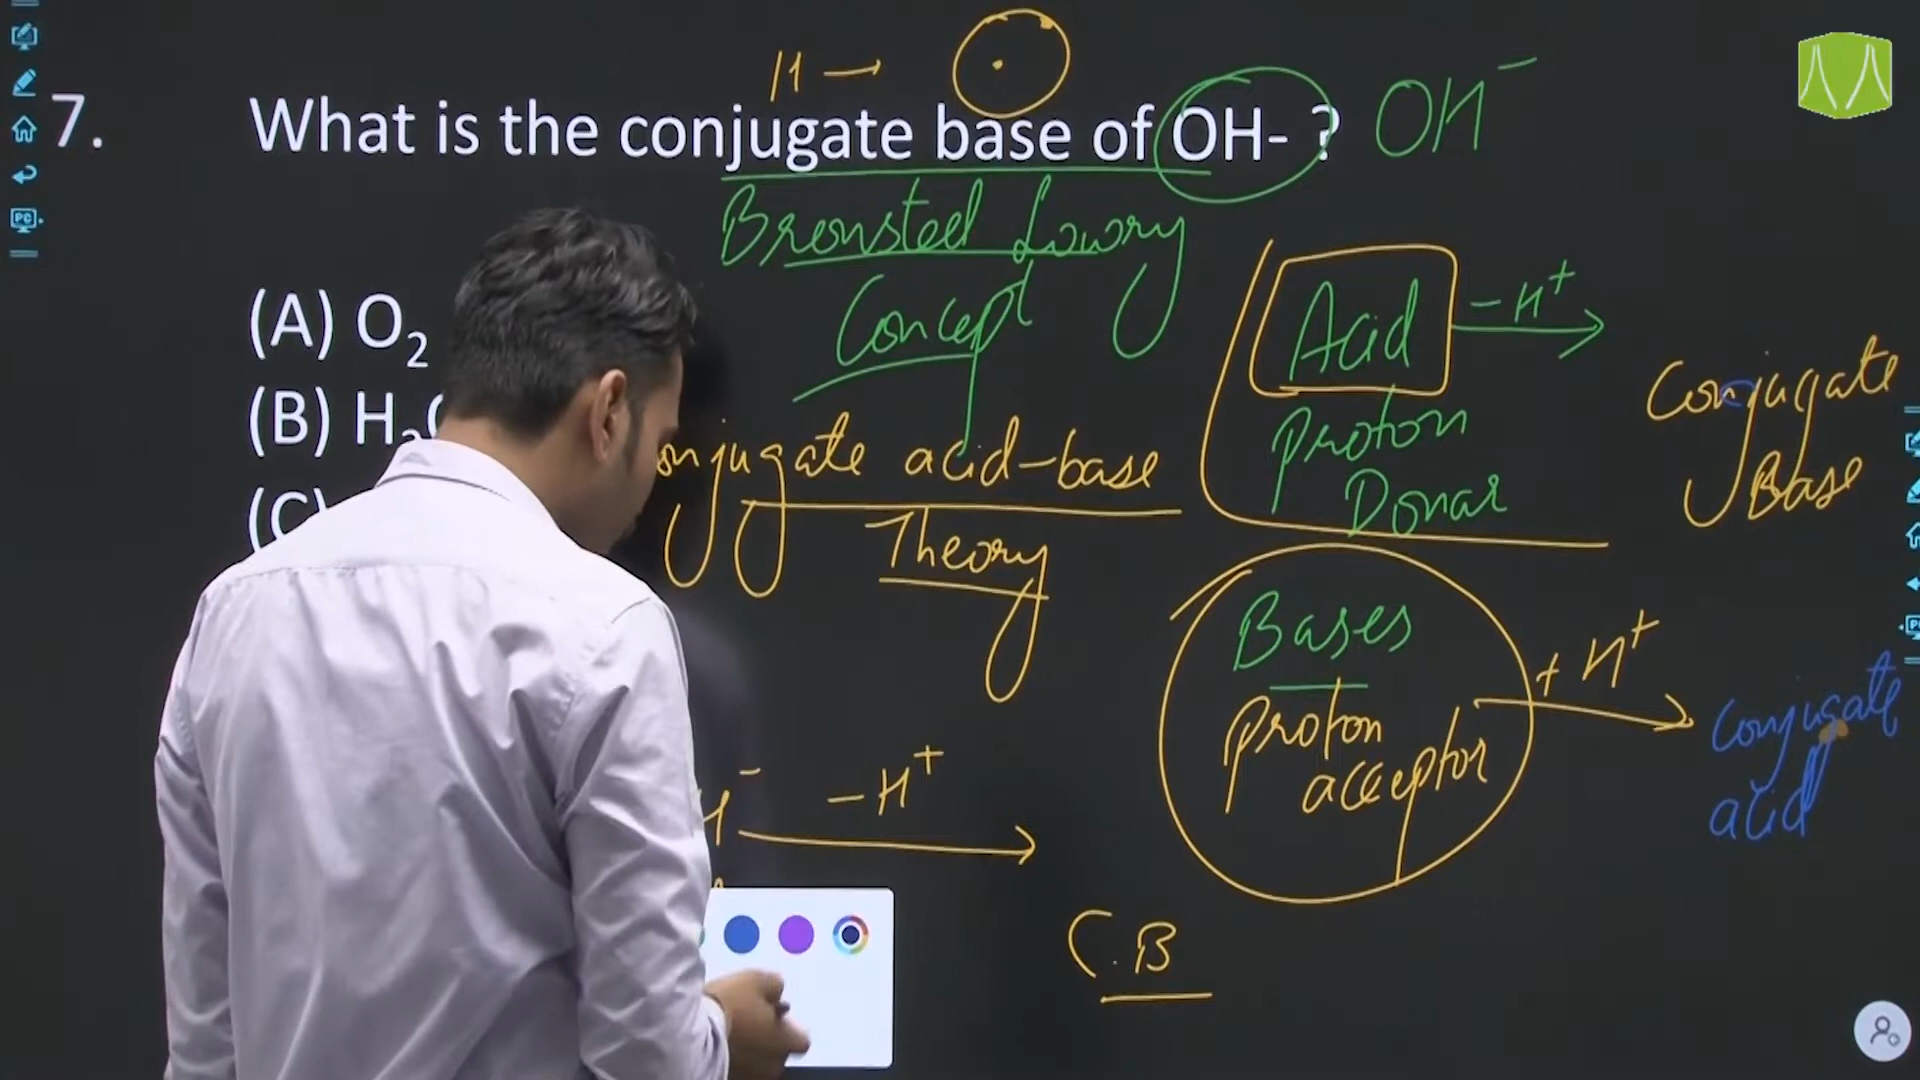 H →
7. What is the conjugate base of OH- ? OH⁻
Bronsted Lowry
Concept
(A) O₂
(B) H₂
(C)
onjugate acid-base
Theory
Acid -H⁺
Proton
Donar
Conjugate
Base
Bases
Proton
acceptor
+ H⁺
Conjugate
acid
H⁻ -H⁺
C.B
PC